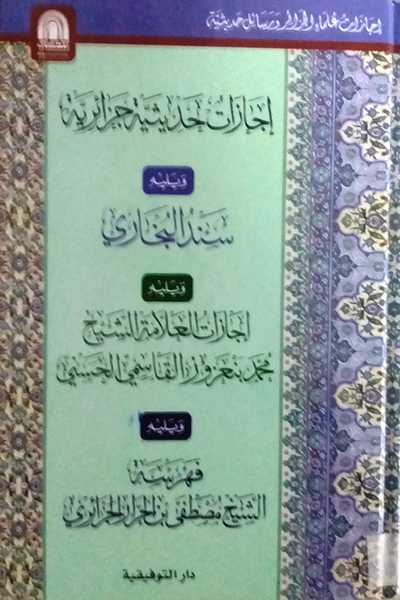 إجازات علماء الجزائر ورسائل حديثية
إجازات حديثية جزائرية
ويليه
سند البخاري
ويليه
إجازات العلامة الشيخ
محمد بن عزوز القاسمي الحسني
ويليه
فهرسة
الشيخ مصطفى بن الحرار الجزائري
دار التوفيقية